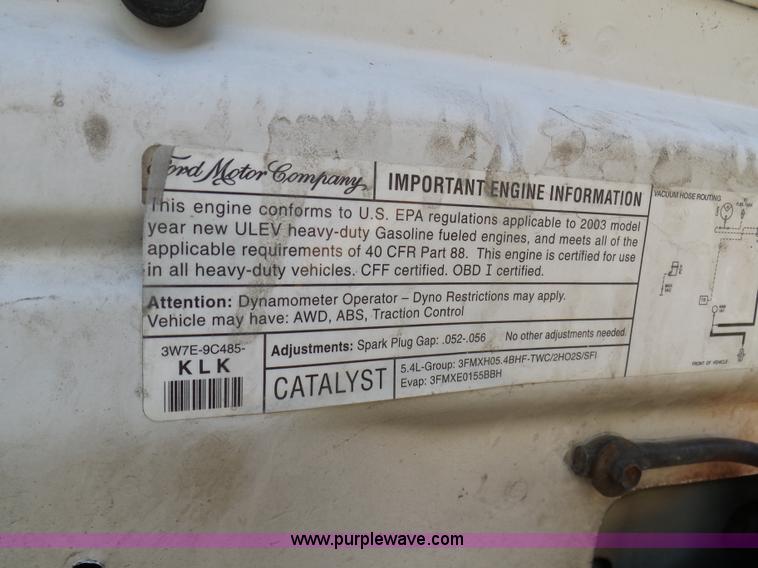 Ford Motor Company
IMPORTANT ENGINE INFORMATION
This engine conforms to U.S. EPA regulations applicable to 2003 model
year new ULEV heavy-duty Gasoline fueled engines, and meets all of the
applicable requirements of 40 CFR Part 88. This engine is certified for use
in all heavy-duty vehicles. CFF certified. OBD I certified.
Attention: Dynamometer Operator – Dyno Restrictions may apply.
Vehicle may have: AWD, ABS, Traction Control
3W7E-9C485-
KLK
Adjustments: Spark Plug Gap: .052-.056 No other adjustments needed.
CATALYST
5.4L-Group: 3FMXH05.4BHF-TWC/2HO2S/SFI
Evap: 3FMXE0155BBH
VACUUM HOSE ROUTING
FRONT OF VEHICLE
www.purplewave.com